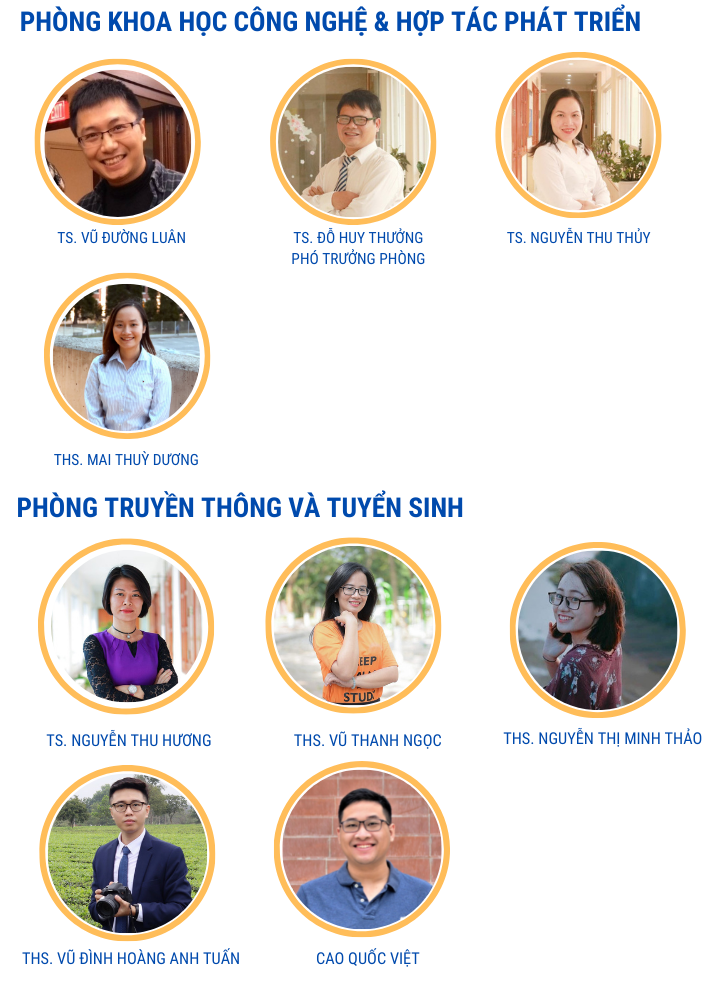 PHÒNG KHOA HỌC CÔNG NGHỆ & HỢP TÁC PHÁT TRIỂN
EXIT
TS. VŨ ĐƯỜNG LUÂN
TS. ĐỖ HUY THƯỞNG
PHÓ TRƯỞNG PHÒNG
TS. NGUYỄN THU THỦY
THS. MAI THUỲ DƯƠNG
PHÒNG TRUYỀN THÔNG VÀ TUYỂN SINH
STUDY
TS. NGUYỄN THU HƯƠNG
THS. VŨ THANH NGỌC
THS. NGUYỄN THỊ MINH THẢO
THS. VŨ ĐÌNH HOÀNG ANH TUẤN
CAO QUỐC VIỆT